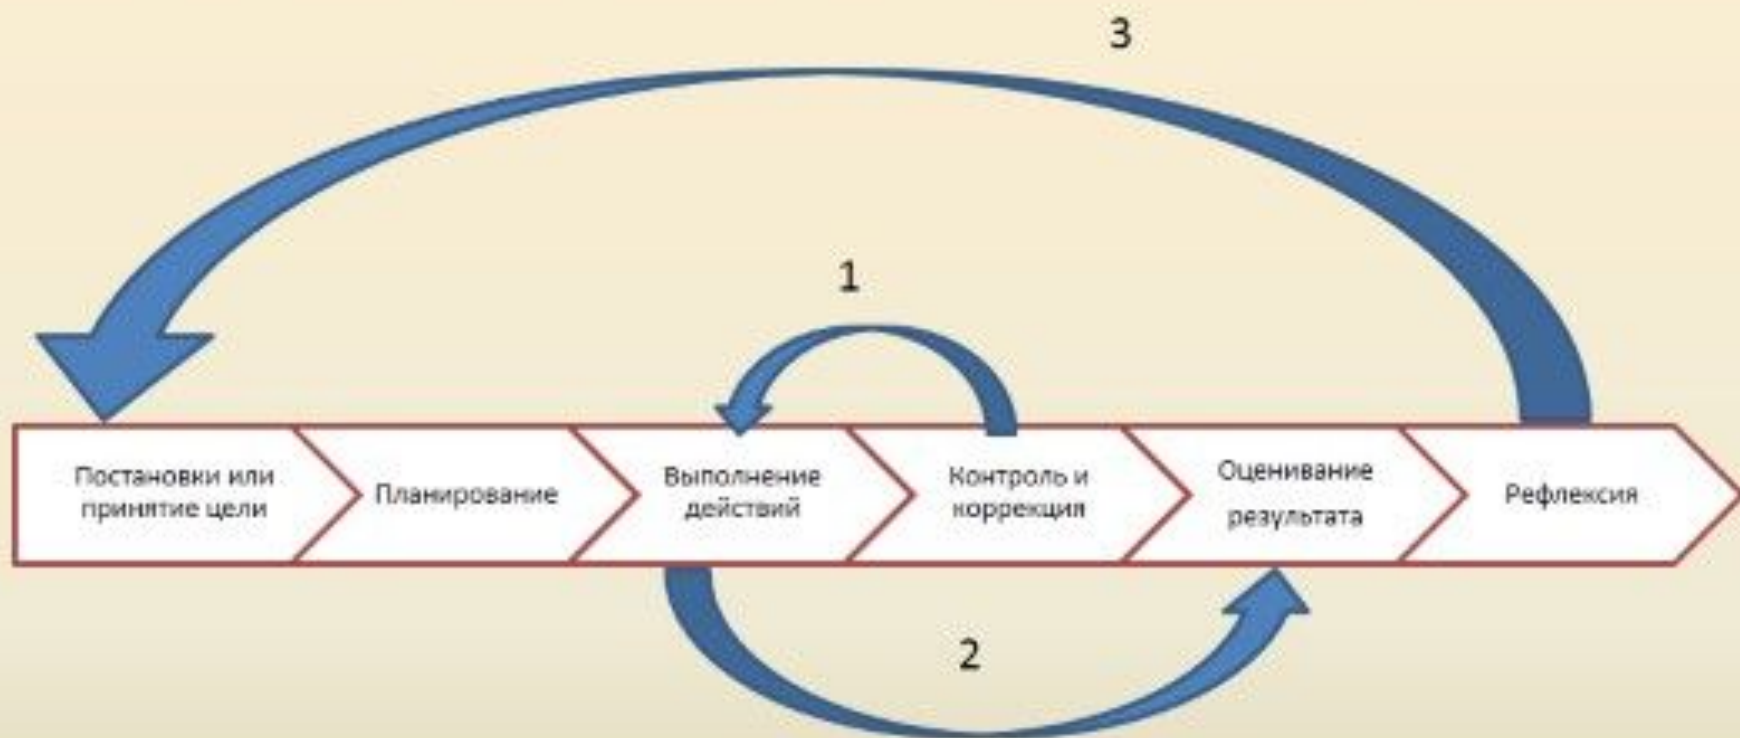 3
1
Постановки или
принятие цели
Планирование
Выполнение
действий
Контроль и
коррекция
Оценивание
результата
Рефлексия
2